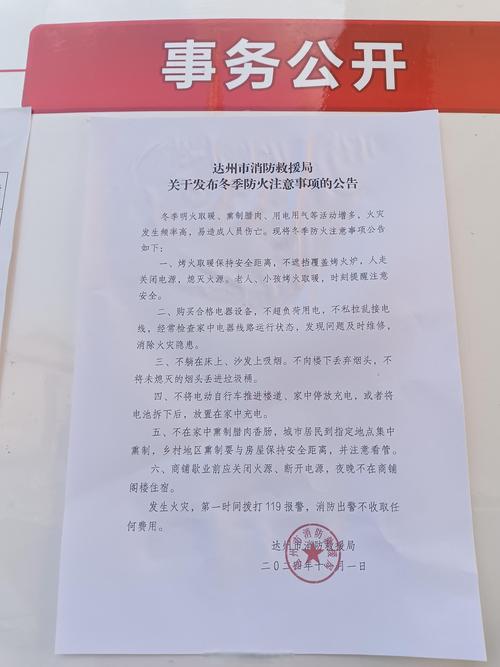 事务公开
达州市消防救援局
关于发布冬季防火注意事项的公告
冬季明火取暖、熏制腊肉、用电用气等活动增多，火灾
发生频率高，易造成人员伤亡。现将冬季防火注意事项公告
如下：
一、烤火取暖保持安全距离，不遮挡覆盖烤火炉，人走
关闭电源，熄灭火源。老人、小孩烤火取暖，时刻提醒注意
安全。
二、购买合格电器设备，不超负荷用电，不私拉乱接电
线，经常检查家中电器线路运行状态，发现问题及时维修，
消除火灾隐患。
三、不躺在床上、沙发上吸烟。不向楼下丢弃烟头，不
将未熄灭的烟头丢进垃圾桶。
四、不将电动自行车推进楼道、家中停放充电，或者将
电池拆下后，放置在家中充电。
五、不在家中熏制腊肉香肠，城市居民到指定地点集中
熏制，乡村地区熏制要与房屋保持安全距离，并注意看管。
六、商铺歇业前应关闭火源、断开电源，夜晚不在商铺
阁楼住宿。
发生火灾，第一时间拨打 119 报警，消防出警不收取任
何费用。
达州市消防救援局
二〇二四年十月一日